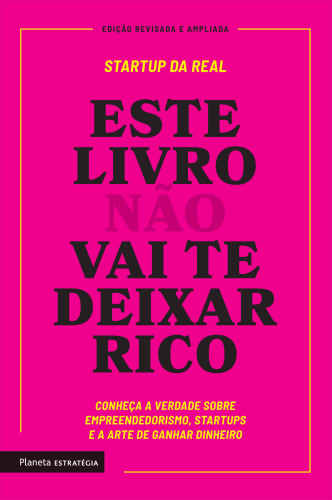 EDIÇÃO REVISADA E AMPLIADA
STARTUP DA REAL
ESTE
LIVRO
NÃO
VAI TE
DEIXAR
RICO
CONHEÇA A VERDADE SOBRE
EMPREENDEDORISMO, STARTUPS
E A ARTE DE GANHAR DINHEIRO
Planeta ESTRATÉGIA